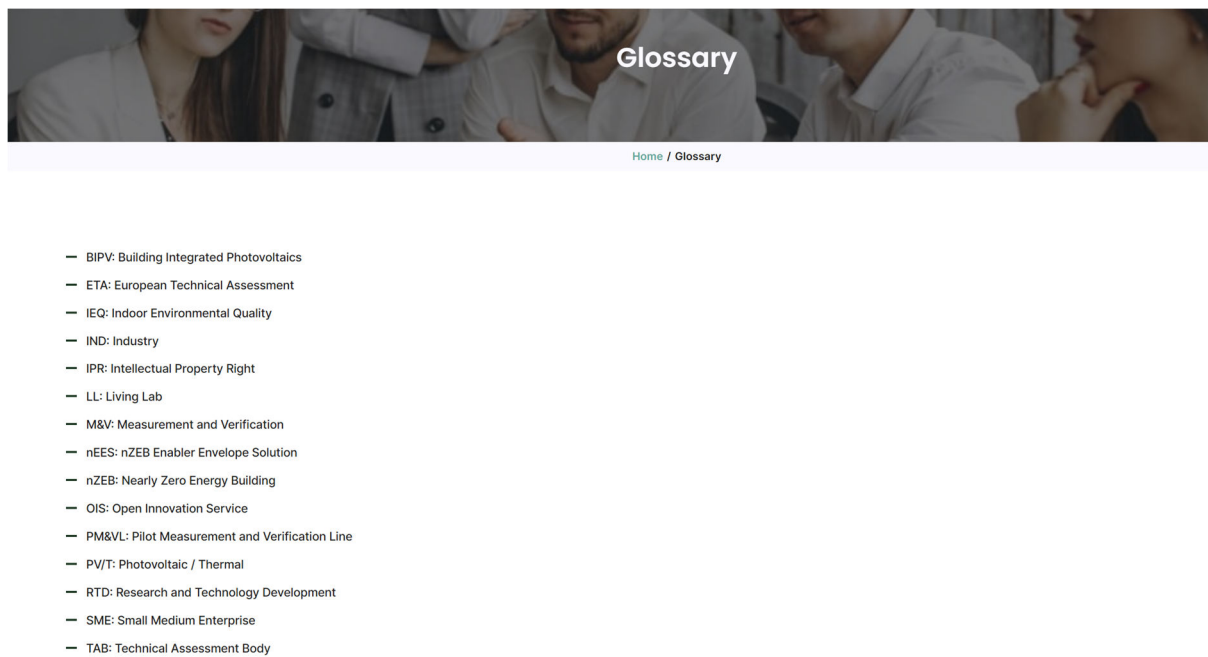 Glossary
Home / Glossary
BIPV: Building Integrated Photovoltaics
ETA: European Technical Assessment
IEQ: Indoor Environmental Quality
IND: Industry
IPR: Intellectual Property Right
LL: Living Lab
M&V: Measurement and Verification
nEES: nZEB Enabler Envelope Solution
nZEB: Nearly Zero Energy Building
OIS: Open Innovation Service
PM&VL: Pilot Measurement and Verification Line
PV/T: Photovoltaic / Thermal
RTD: Research and Technology Development
SME: Small Medium Enterprise
TAB: Technical Assessment Body